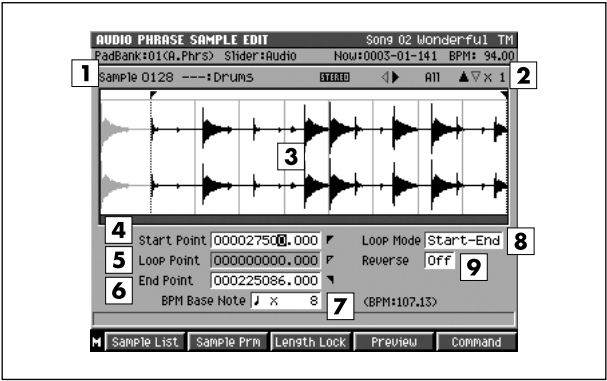 AUDIO PHRASE SAMPLE EDIT Song 02 Wonderful TM
PadBank:01(A.Phrs) Slider:Audio Now:0003-01-141 BPM: 94.00
1 Sample 0128 ---:Drums STEREO All x 1 2
3
4 Start Point 000027500.000 Loop Mode Start-End 8
5 Loop Point 000000000.000 Reverse Off 9
6 End Point 000225086.000
BPM Base Note ♩ x 8 7 (BPM:107.13)
M Sample List Sample Prm Length Lock Preview Command